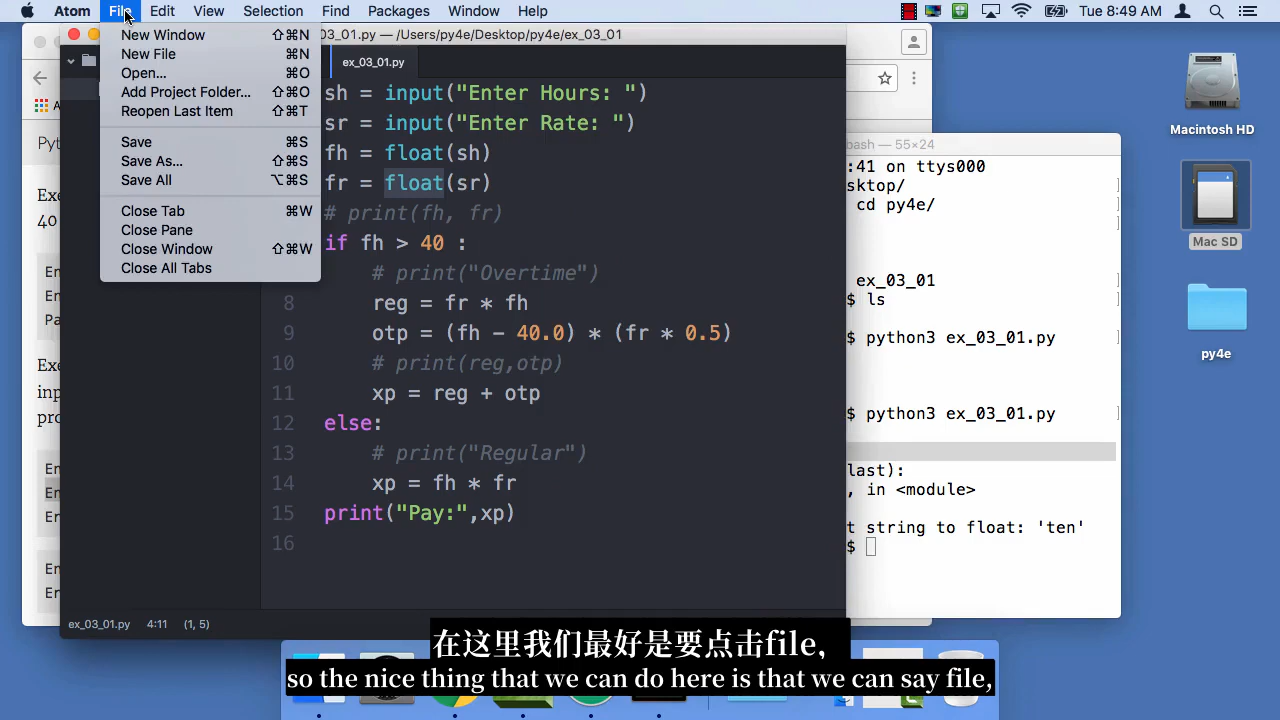 Atom File Edit View Selection Find Packages Window Help Tue 8:49 AM
New Window ⇧⌘N
New File ⌘N
Open... ⌘O
Add Project Folder... ⇧⌘O
Reopen Last Item ⇧⌘T
Save ⌘S
Save As... ⇧⌘S
Save All ⌥⌘S
Close Tab ⌘W
Close Pane
Close Window ⇧⌘W
Close All Tabs
_03_01.py — /Users/py4e/Desktop/py4e/ex_03_01
ex_03_01.py
sh = input("Enter Hours: ")
sr = input("Enter Rate: ")
fh = float(sh)
fr = float(sr)
# print(fh, fr)
if fh > 40 :
# print("Overtime")
8 reg = fr * fh
9 otp = (fh - 40.0) * (fr * 0.5)
10 # print(reg,otp)
11 xp = reg + otp
12 else:
13 # print("Regular")
14 xp = fh * fr
15 print("Pay:",xp)
16
ex_03_01.py 4:11 (1, 5)
Pyt
Exe
40
En
En
Pa
Exe
inp
pro
En
En
Er
En
En
bash — 55×24
:41 on ttys000
sktop/
cd py4e/
ex_03_01
$ ls
$ python3 ex_03_01.py
$ python3 ex_03_01.py
last):
, in <module>
t string to float: 'ten'
$
Macintosh HD
Mac SD
py4e
在这里我们最好是要点击file,
so the nice thing that we can do here is that we can say file,